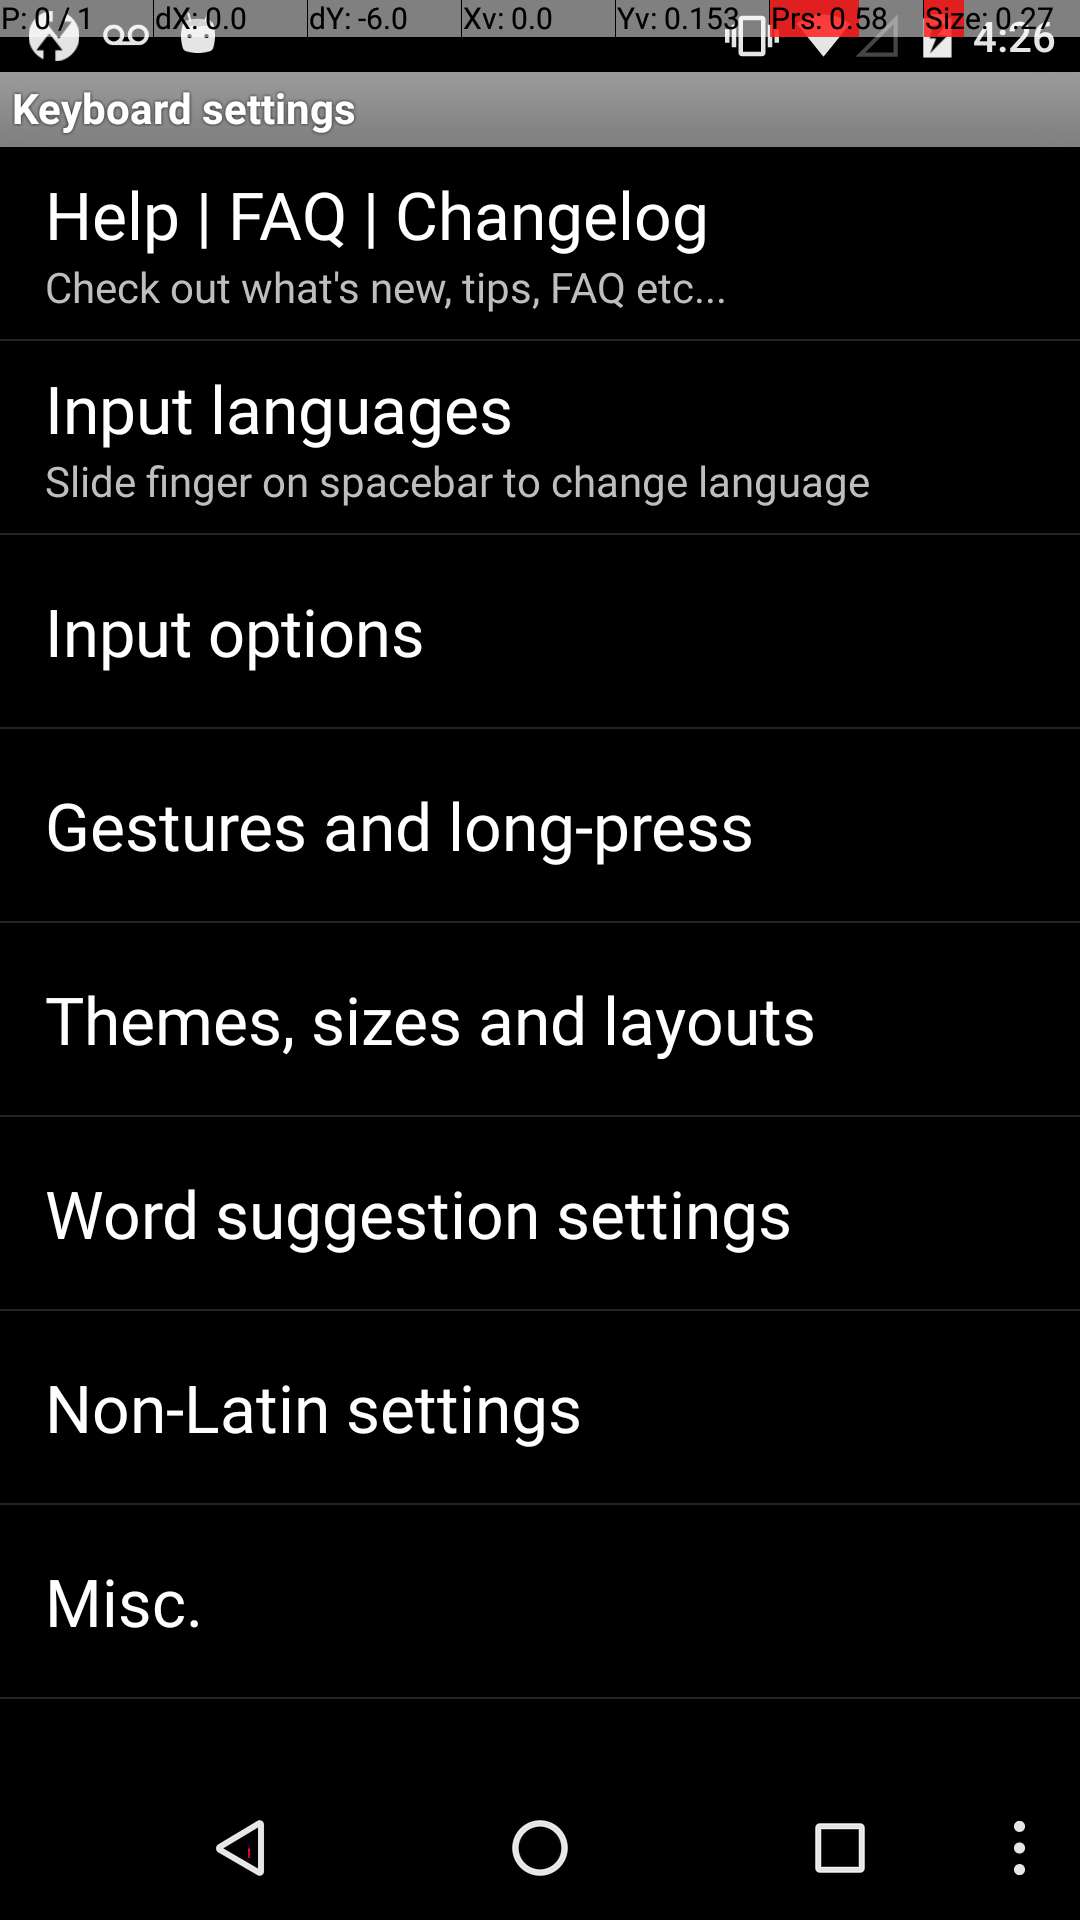 P: 0 / 1 dX: 0.0 dY: -6.0 Xv: 0.0 Yv: 0.153 Prs: 0.58 Size: 0.27
4:26
Keyboard settings
Help | FAQ | Changelog
Check out what's new, tips, FAQ etc...
Input languages
Slide finger on spacebar to change language
Input options
Gestures and long-press
Themes, sizes and layouts
Word suggestion settings
Non-Latin settings
Misc.